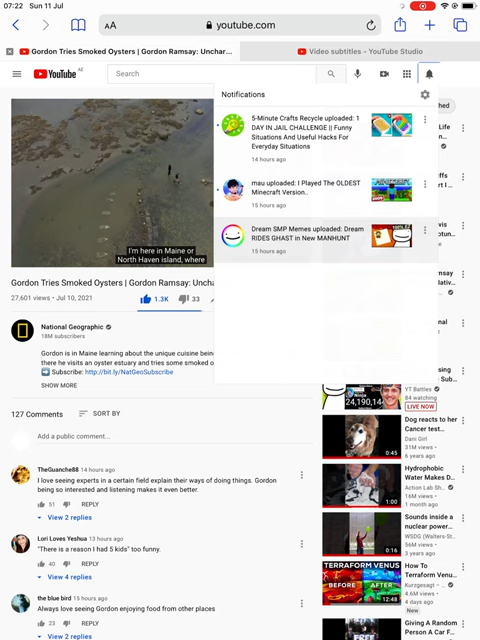 07:22 Sun 11 Jul
AA
youtube.com
Gordon Tries Smoked Oysters | Gordon Ramsay: Unchar...
Video subtitles - YouTube Studio
YouTube AE
Search
Notifications
5-Minute Crafts Recycle uploaded: 1
DAY IN JAIL CHALLENGE || Funny
Situations And Useful Hacks For
Everyday Situations
14 hours ago
mau uploaded: I Played The OLDEST
Minecraft Version..
15 hours ago
Dream SMP Memes uploaded: Dream
RIDES GHAST in New MANHUNT
15 hours ago
I'm here in Maine or
North Haven island, where
Gordon Tries Smoked Oysters | Gordon Ramsay: Uncha
27,601 views • Jul 10, 2021
1.3K
33
National Geographic
18M subscribers
Gordon is in Maine learning about the unique cuisine bein
there he visits an oyster estuary and tries some smoked c
Subscribe: http://bit.ly/NatGeoSubscribe
SHOW MORE
127 Comments
SORT BY
Add a public comment...
TheGuanche88 14 hours ago
I love seeing experts in a certain field explain their ways of doing things. Gordon
being so interested and listening makes it even better.
51
REPLY
View 2 replies
Lori Loves Yeshua 13 hours ago
"There is a reason I had 5 kids" too funny.
40
REPLY
View 4 replies
the blue bird 15 hours ago
Always love seeing Gordon enjoying food from other places
23
REPLY
View 2 replies
Ninja
24,190,14
YT Battles
84 watching
LIVE NOW
Dog reacts to her
Cancer test...
Dani Girl
31M views •
6 years ago
0:45
Hydrophobic
Water Makes D...
Action Lab Sh...
16M views •
1 month ago
1:00
Sounds inside a
nuclear power...
WSDG (Walters-St...
56M views •
3 years ago
0:16
TERRAFORM VENUS
BEFORE
AFTER
12:48
How To
Terraform Venu...
Kurzgesagt – ...
4.6M views •
4 days ago
New
Giving A Random
Person A Car F...